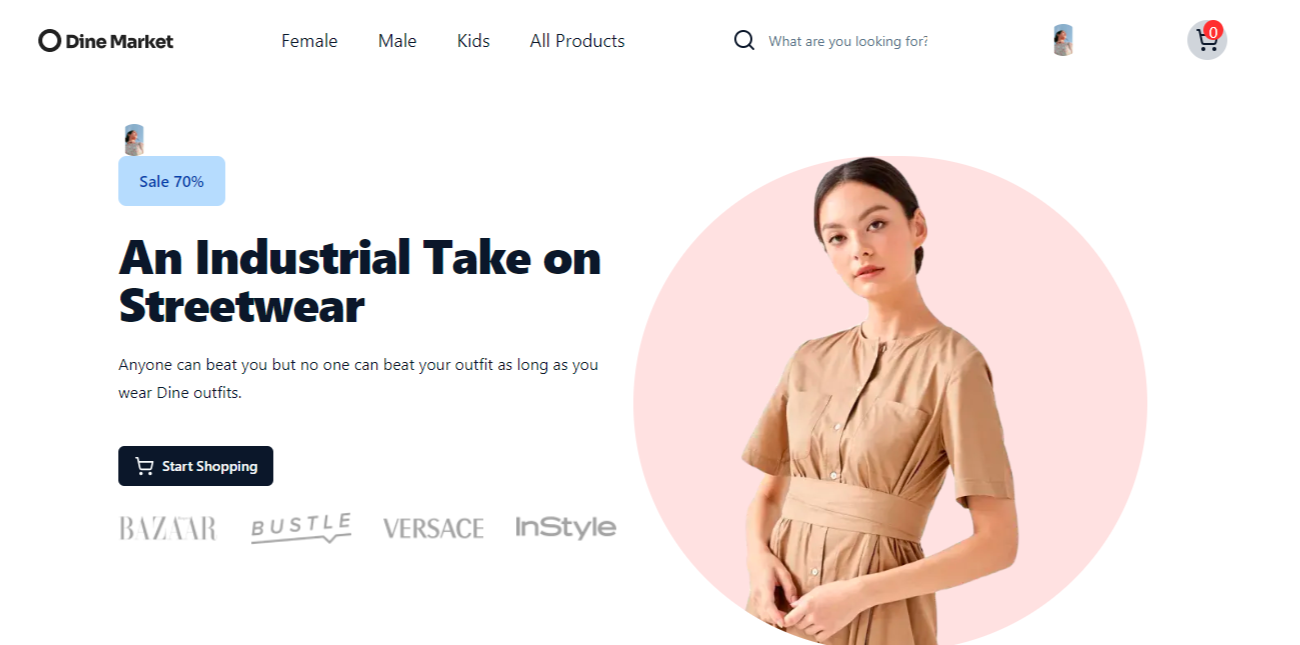 Dine Market
Female Male Kids All Products
What are you looking for?
0
Sale 70%
An Industrial Take on
Streetwear
Anyone can beat you but no one can beat your outfit as long as you
wear Dine outfits.
Start Shopping
BAZAAR BUSTLE VERSACE InStyle